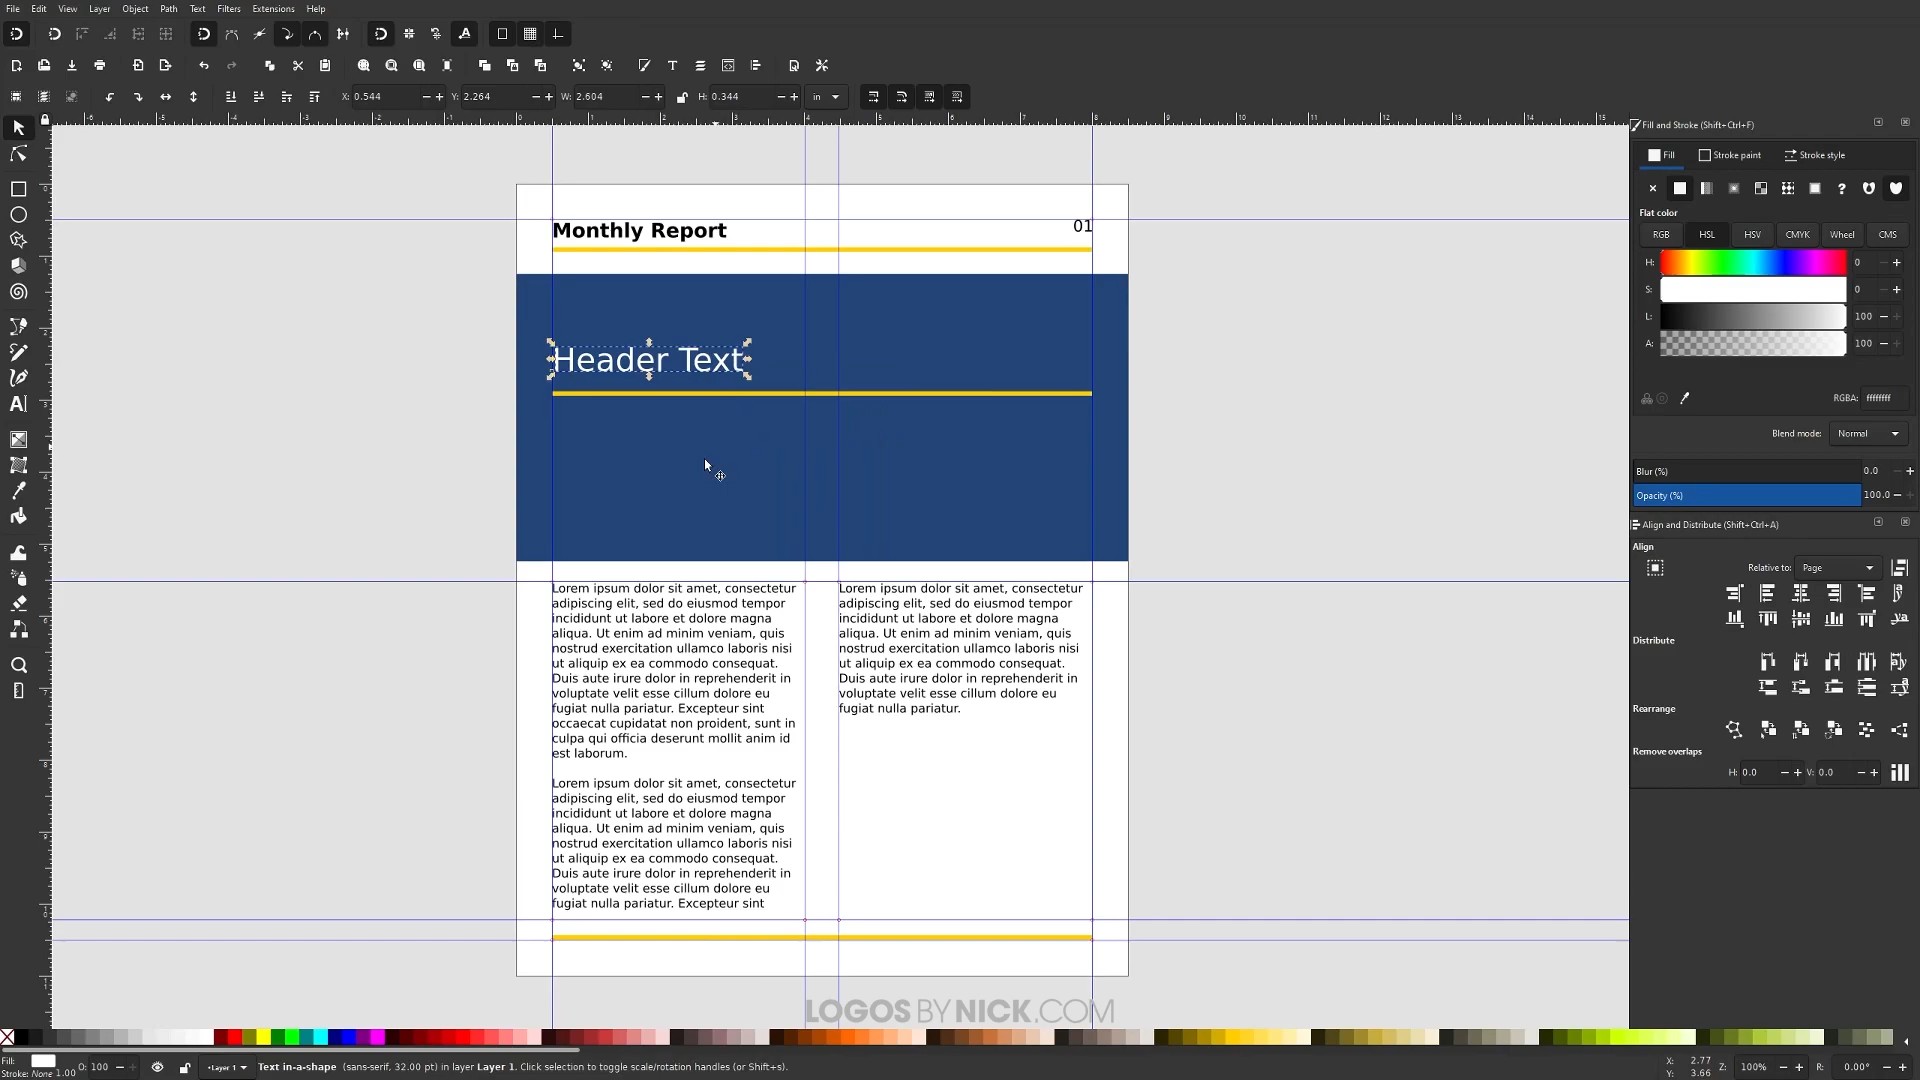 File Edit View Layer Object Path Text Filters Extensions Help
X: 0.544 Y: 2.264 W: 2.604 H: 0.344 in
Fill and Stroke (Shift+Ctrl+F)
Fill Stroke paint Stroke style
Flat color
RGB HSL HSV CMYK Wheel CMS
H: 0
S: 0
L: 100
A: 100
RGBA: ffffffff
Blend mode: Normal
Blur (%) 0.0
Opacity (%) 100.0
Align and Distribute (Shift+Ctrl+A)
Align
Relative to: Page
Distribute
Rearrange
Remove overlaps
H: 0.0 V: 0.0
Monthly Report 01
Header Text
Lorem ipsum dolor sit amet, consectetur
adipiscing elit, sed do eiusmod tempor
incididunt ut labore et dolore magna
aliqua. Ut enim ad minim veniam, quis
nostrud exercitation ullamco laboris nisi
ut aliquip ex ea commodo consequat.
Duis aute irure dolor in reprehenderit in
voluptate velit esse cillum dolore eu
fugiat nulla pariatur. Excepteur sint
occaecat cupidatat non proident, sunt in
culpa qui officia deserunt mollit anim id
est laborum.
Lorem ipsum dolor sit amet, consectetur
adipiscing elit, sed do eiusmod tempor
incididunt ut labore et dolore magna
aliqua. Ut enim ad minim veniam, quis
nostrud exercitation ullamco laboris nisi
ut aliquip ex ea commodo consequat.
Duis aute irure dolor in reprehenderit in
voluptate velit esse cillum dolore eu
fugiat nulla pariatur. Excepteur sint
Lorem ipsum dolor sit amet, consectetur
adipiscing elit, sed do eiusmod tempor
incididunt ut labore et dolore magna
aliqua. Ut enim ad minim veniam, quis
nostrud exercitation ullamco laboris nisi
ut aliquip ex ea commodo consequat.
Duis aute irure dolor in reprehenderit in
voluptate velit esse cillum dolore eu
fugiat nulla pariatur.
LOGOS BY NICK.COM
Fill:
Stroke: None 1.00
O: 100
Layer 1
Text in-a-shape (sans-serif, 32.00 pt) in layer Layer 1. Click selection to toggle scale/rotation handles (or Shift+s).
X: 2.77
Y: 3.66
Z: 100%
R: 0.00°